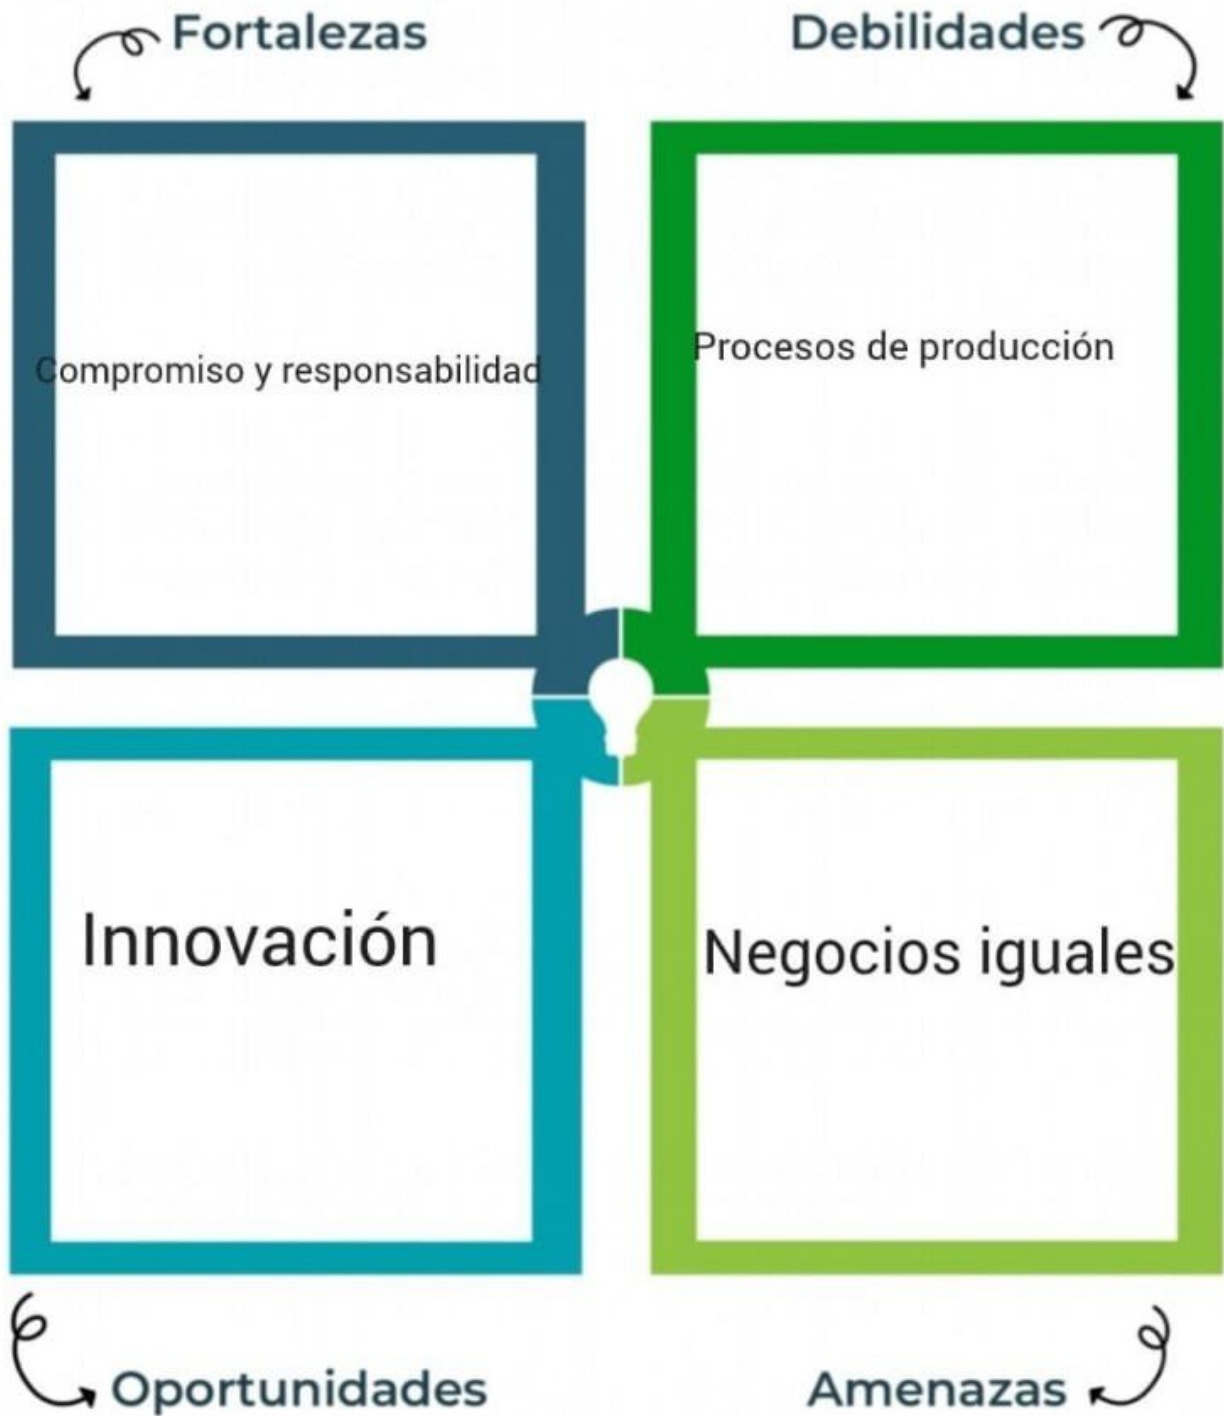 Fortalezas
Debilidades
Compromiso y responsabilidad
Procesos de producción
Innovación
Negocios iguales
Oportunidades
Amenazas